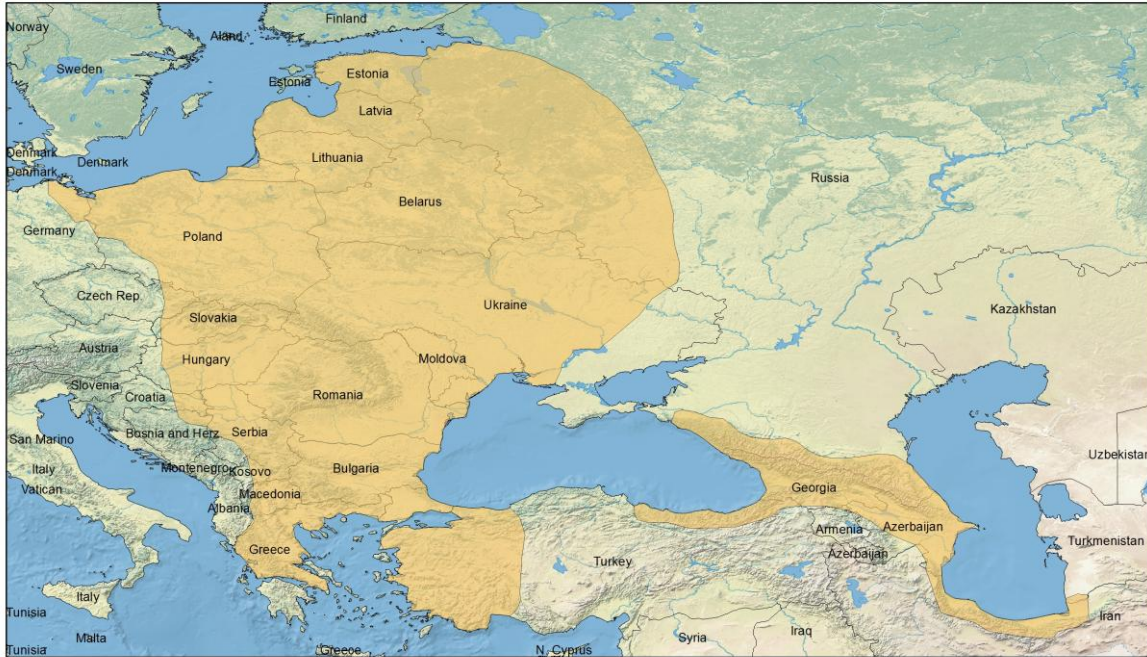 Norway
Finland
Aland
Sweden
Estonia
Estonia
Latvia
Denmark
Denmark
Denmark
Lithuania
Russia
Belarus
Germany
Poland
Czech Rep.
Ukraine
Kazakhstan
Slovakia
Austria
Hungary
Moldova
Slovenia
Croatia
Romania
San Marino
Bosnia and Herz.
Serbia
Italy
Montenegro
Kosovo
Bulgaria
Uzbekistan
Vatican
Macedonia
Georgia
Albania
Armenia
Azerbaijan
Turkmenistan
Greece
Turkey
Azerbaijan
Italy
Tunisia
Iran
Malta
Syria
Iraq
Tunisia
Greece
N. Cyprus